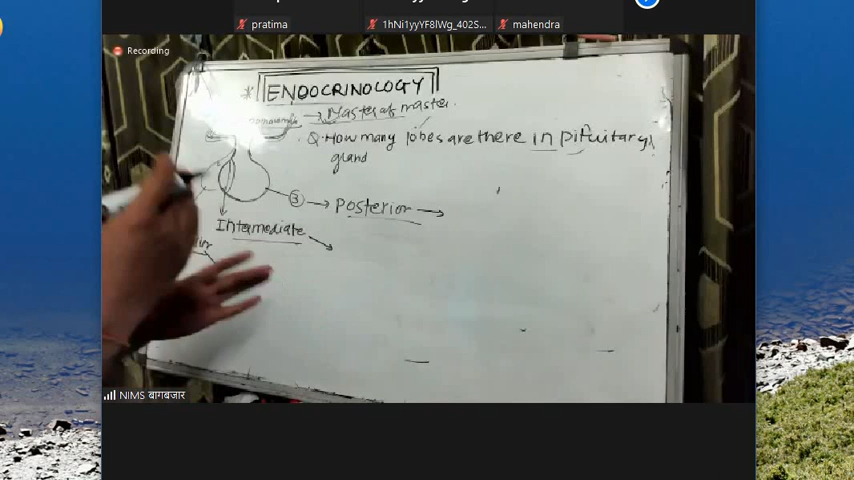 pratima
1hNi1yyYF8lWg_402S...
mahendra
Recording
* ENDOCRINOLOGY
→ Master of master.
Q. How many lobes are there in Pituitary
gland
③ → Posterior →
Intermediate
NIMS बागबजार